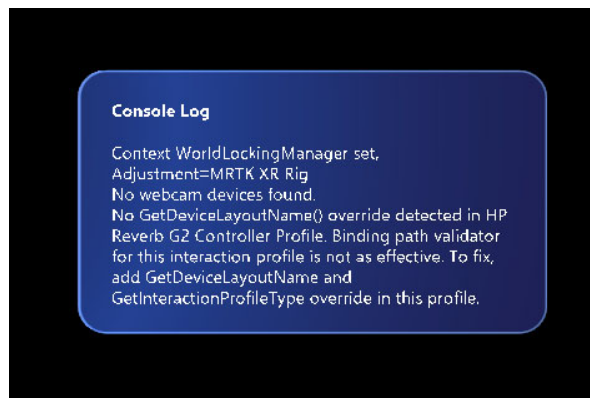 Console Log
Context WorldLockingManager set,
Adjustment=MRTK XR Rig
No webcam devices found.
No GetDeviceLayoutName() override detected in HP
Reverb G2 Controller Profile. Binding path validator
for this interaction profile is not as effective. To fix,
add GetDeviceLayoutName and
GetInteractionProfileType override in this profile.